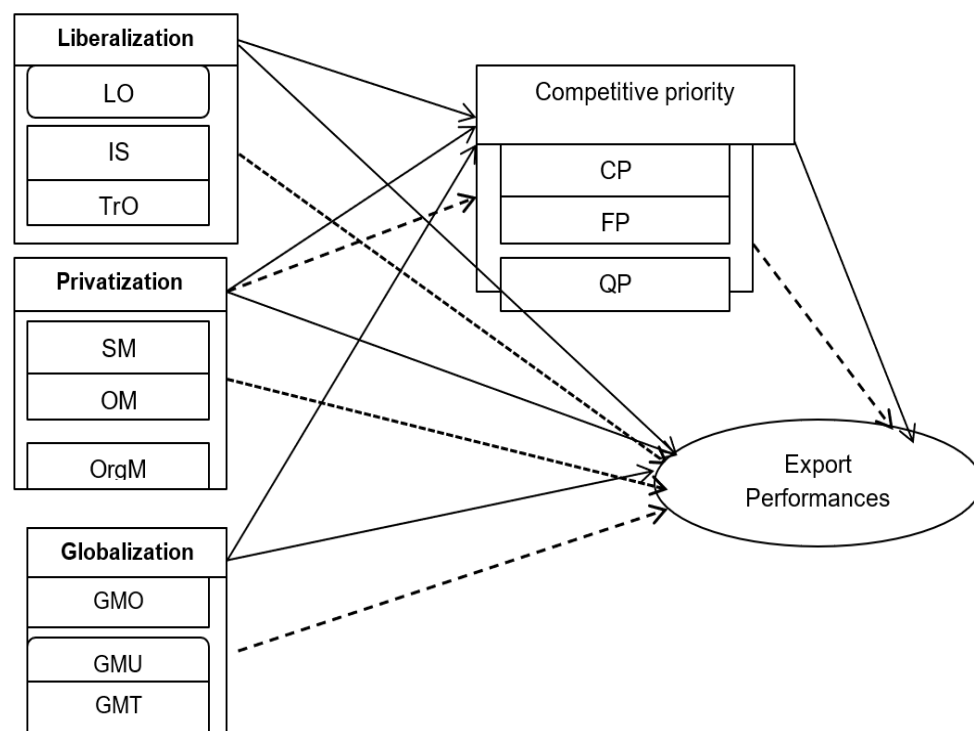 Liberalization
LO
IS
TrO
Privatization
SM
OM
OrgM
Globalization
GMO
GMU
GMT
Competitive priority
CP
FP
QP
Export
Performances